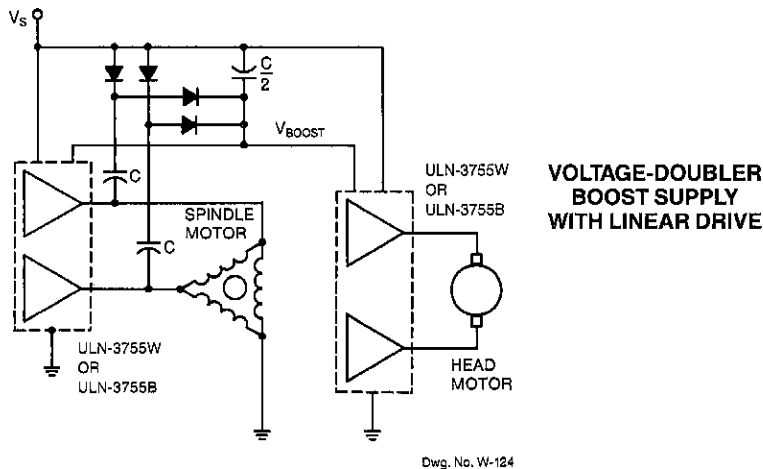 VS
C
2
VBOOST
C
SPINDLE
MOTOR
C
ULN-3755W
OR
ULN-3755B
ULN-3755W
OR
ULN-3755B
HEAD
MOTOR
VOLTAGE-DOUBLER
BOOST SUPPLY
WITH LINEAR DRIVE
Dwg. No. W-124